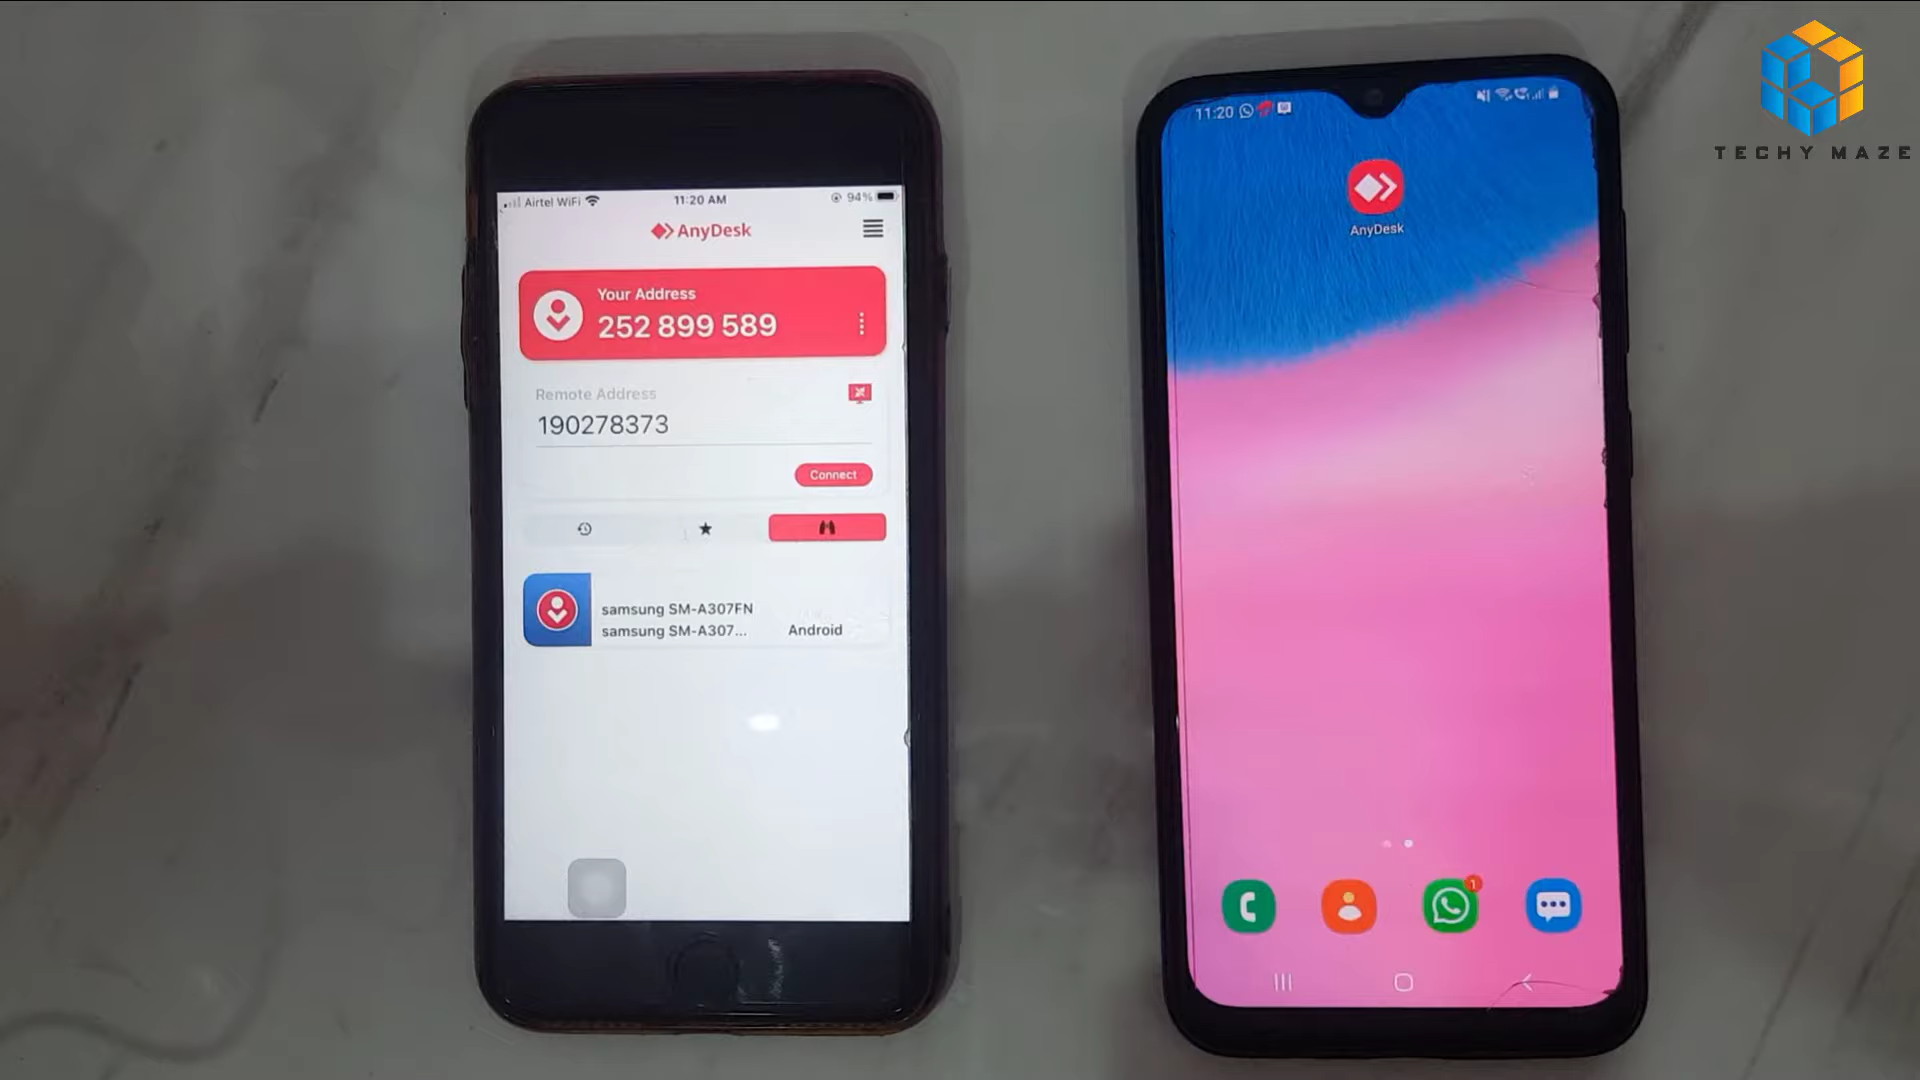 Airtel WiFi
11:20 AM
94%
AnyDesk
Your Address
252 899 589
Remote Address
190278373
Connect
samsung SM-A307FN
samsung SM-A307...
Android
11:20
AnyDesk
1
TECHY MAZE